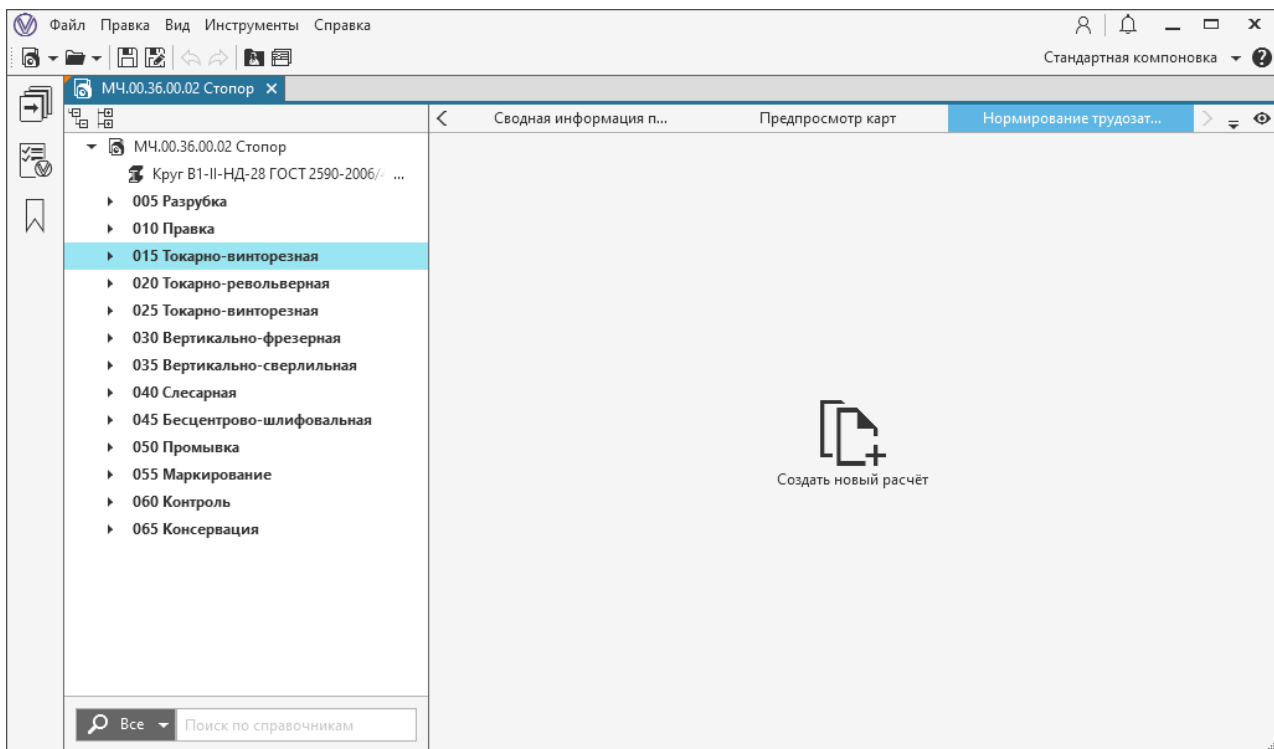 Файл Правка Вид Инструменты Справка
Стандартная компоновка
МЧ.00.36.00.02 Стопор
Сводная информация п... Предпросмотр карт Нормирование трудозат...
МЧ.00.36.00.02 Стопор
Круг В1-II-НД-28 ГОСТ 2590-2006/ ...
005 Разрубка
010 Правка
015 Токарно-винторезная
020 Токарно-револьверная
025 Токарно-винторезная
030 Вертикально-фрезерная
035 Вертикально-сверлильная
040 Слесарная
045 Бесцентрово-шлифовальная
050 Промывка
055 Маркирование
060 Контроль
065 Консервация
Создать новый расчёт
Все Поиск по справочникам